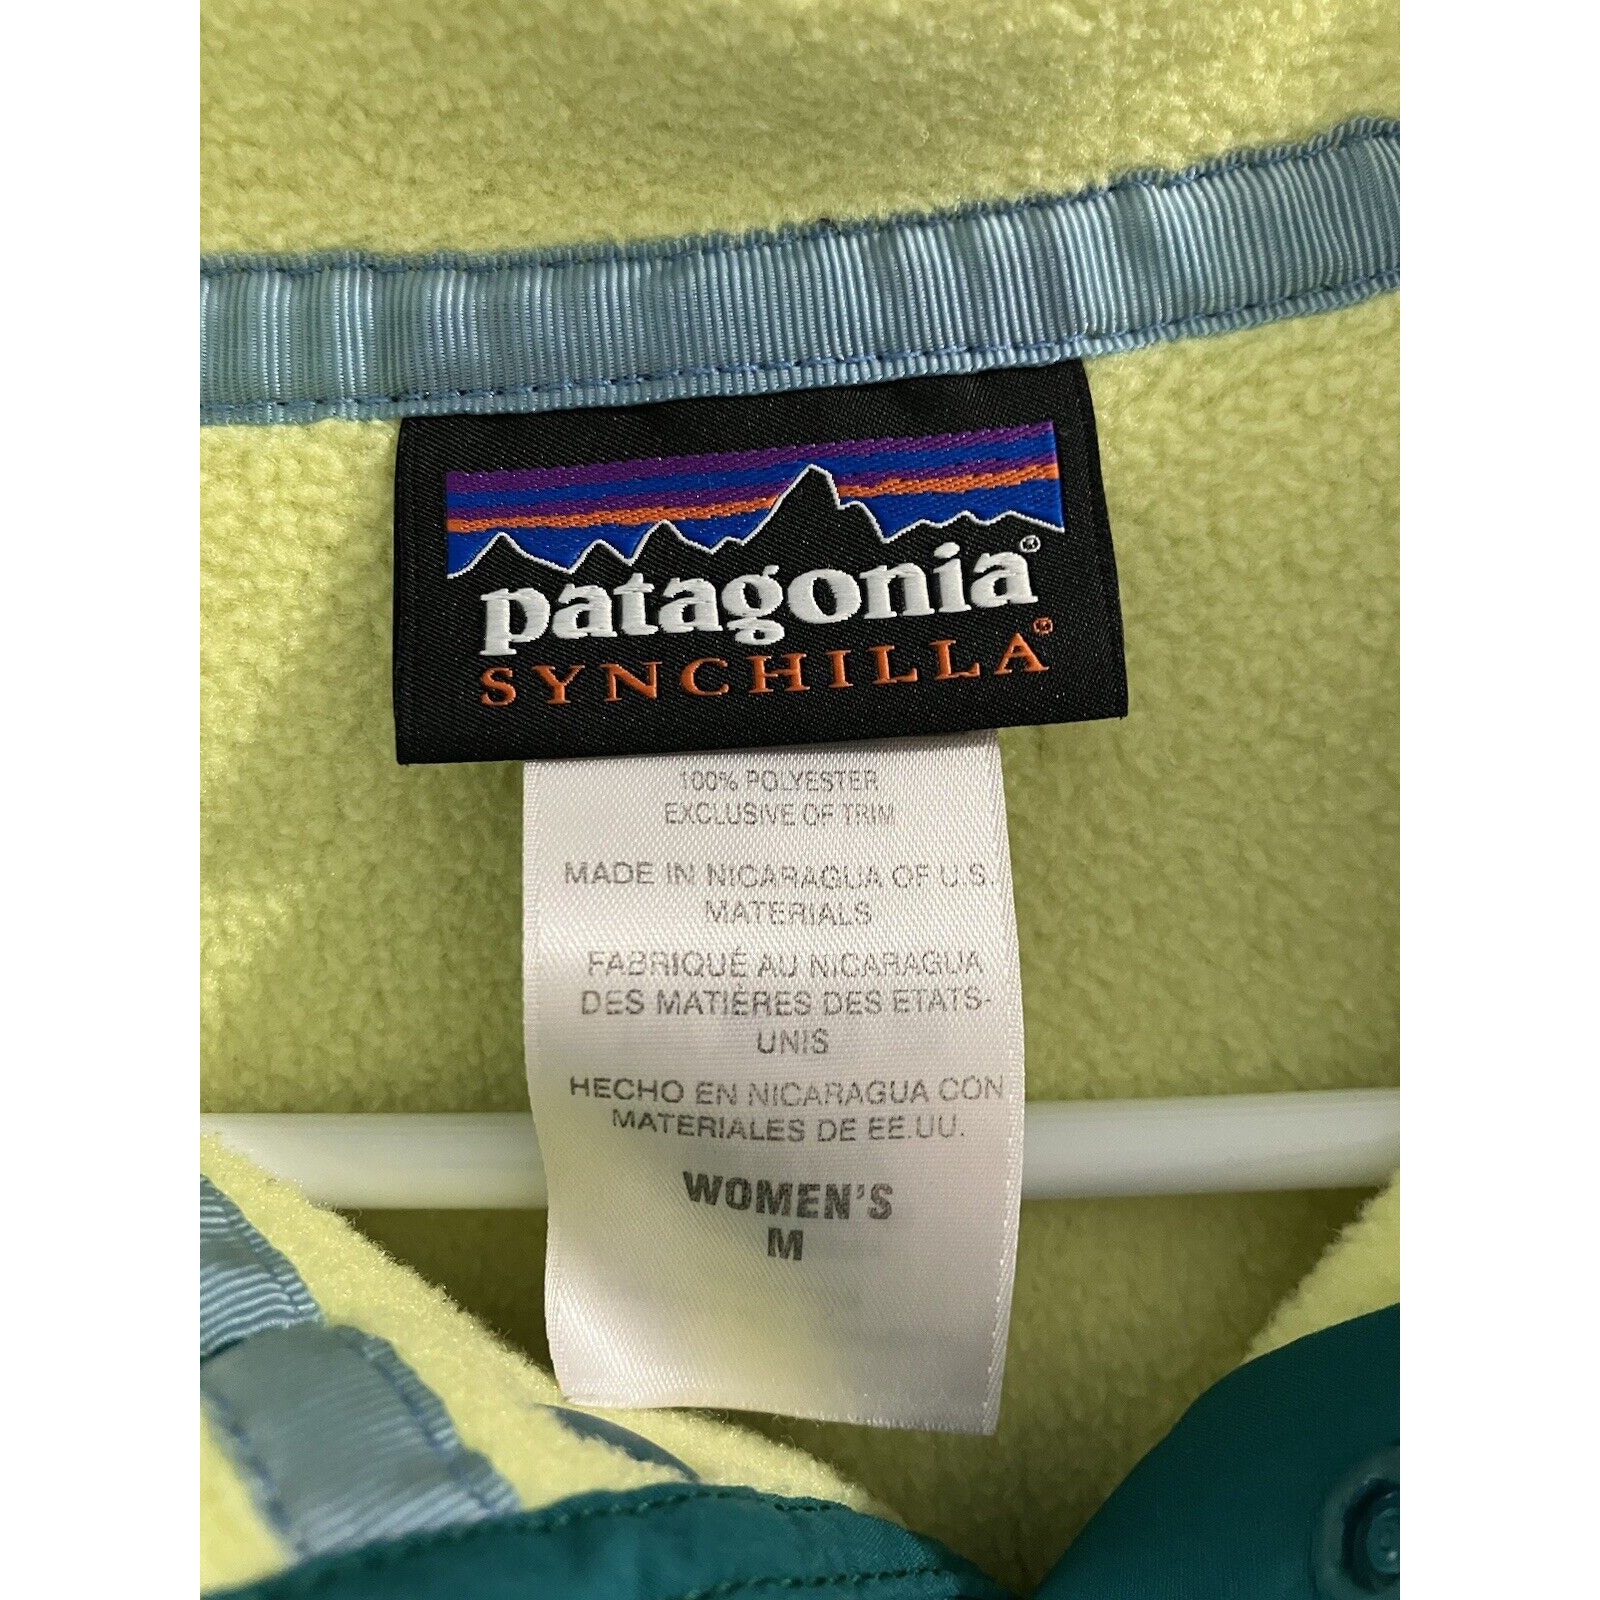 patagonia®
SYNCHILLA®
100% POLYESTER
EXCLUSIVE OF TRIM
MADE IN NICARAGUA OF U.S.
MATERIALS
FABRIQUÉ AU NICARAGUA
DES MATIÈRES DES ETATS-
UNIS
HECHO EN NICARAGUA CON
MATERIALES DE EE.UU.
WOMEN'S
M